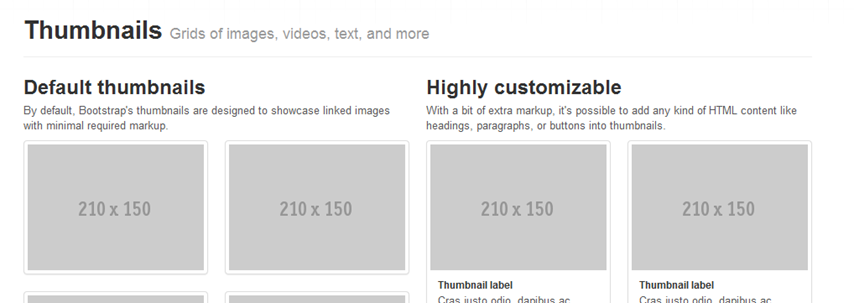 Thumbnails Grids of images, videos, text, and more
Default thumbnails
By default, Bootstrap's thumbnails are designed to showcase linked images
with minimal required markup.
Highly customizable
With a bit of extra markup, it's possible to add any kind of HTML content like
headings, paragraphs, or buttons into thumbnails.
210 x 150
210 x 150
210 x 150
210 x 150
Thumbnail label
Cras justo odio, dapibus ac
Thumbnail label
Cras justo odio, dapibus ac